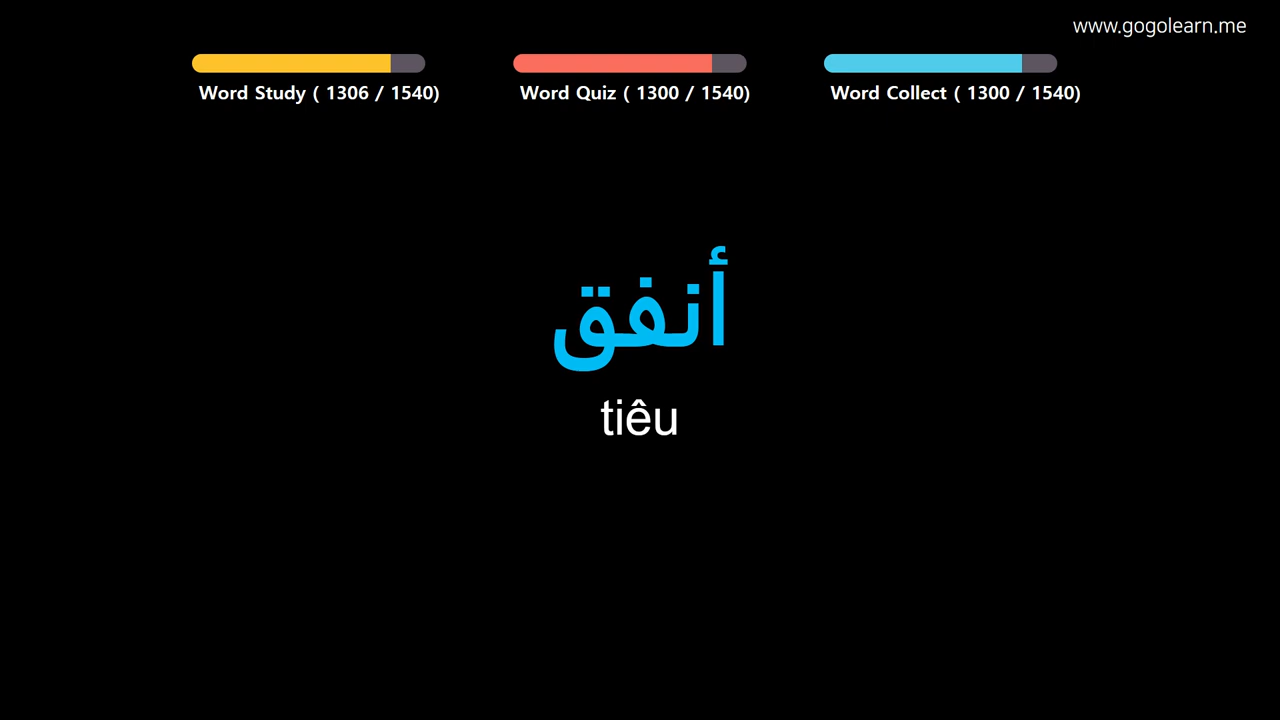 www.gogolearn.me
Word Study ( 1306 / 1540)
Word Quiz ( 1300 / 1540)
Word Collect ( 1300 / 1540)
أنفق
tiêu